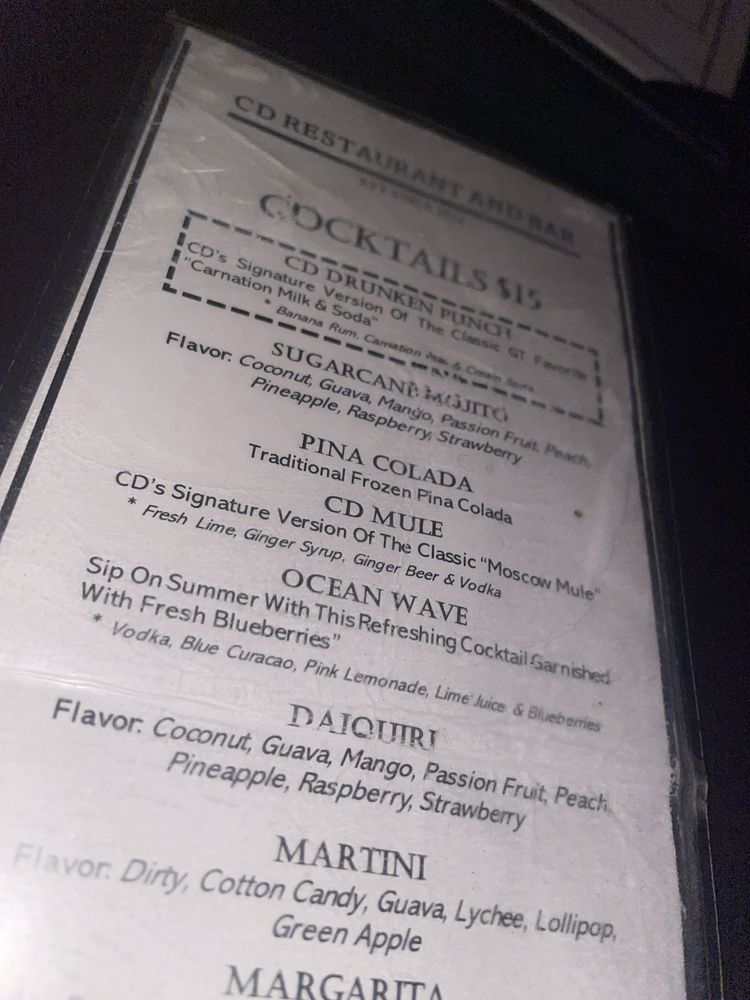 CD RESTAURANT AND BAR
COCKTAILS $15
CD DRUNKEN PUNCH
CD's Signature Version Of The Classic GT Favorite
"Carnation Milk & Soda"
* Banana Rum, Carnation Milk & Cream Soda
SUGARCANE MOJITO
Flavor: Coconut, Guava, Mango, Passion Fruit, Peach,
Pineapple, Raspberry, Strawberry
PINA COLADA
Traditional Frozen Pina Colada
CD MULE
CD's Signature Version Of The Classic "Moscow Mule"
* Fresh Lime, Ginger Syrup, Ginger Beer & Vodka
OCEAN WAVE
Sip On Summer With This Refreshing Cocktail Garnished
With Fresh Blueberries"
* Vodka, Blue Curacao, Pink Lemonade, Lime Juice & Blueberries
DAIQUIRI
Flavor: Coconut, Guava, Mango, Passion Fruit, Peach,
Pineapple, Raspberry, Strawberry
MARTINI
Flavor: Dirty, Cotton Candy, Guava, Lychee, Lollipop,
Green Apple
MARGARITA